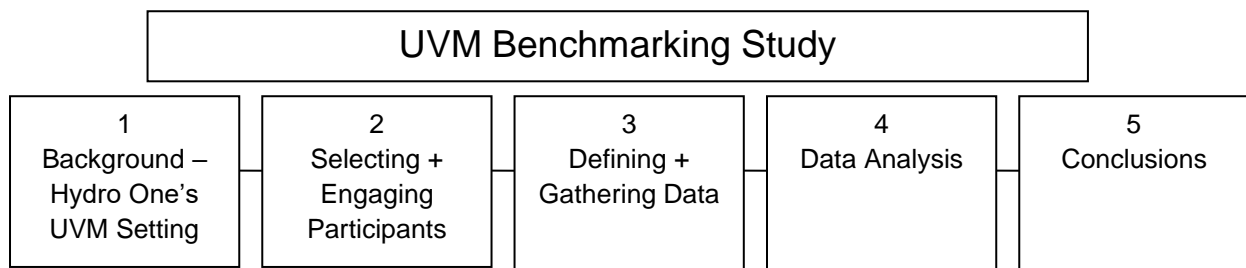 UVM Benchmarking Study
1
Background –
Hydro One's
UVM Setting
2
Selecting +
Engaging
Participants
3
Defining +
Gathering Data
4
Data Analysis
5
Conclusions